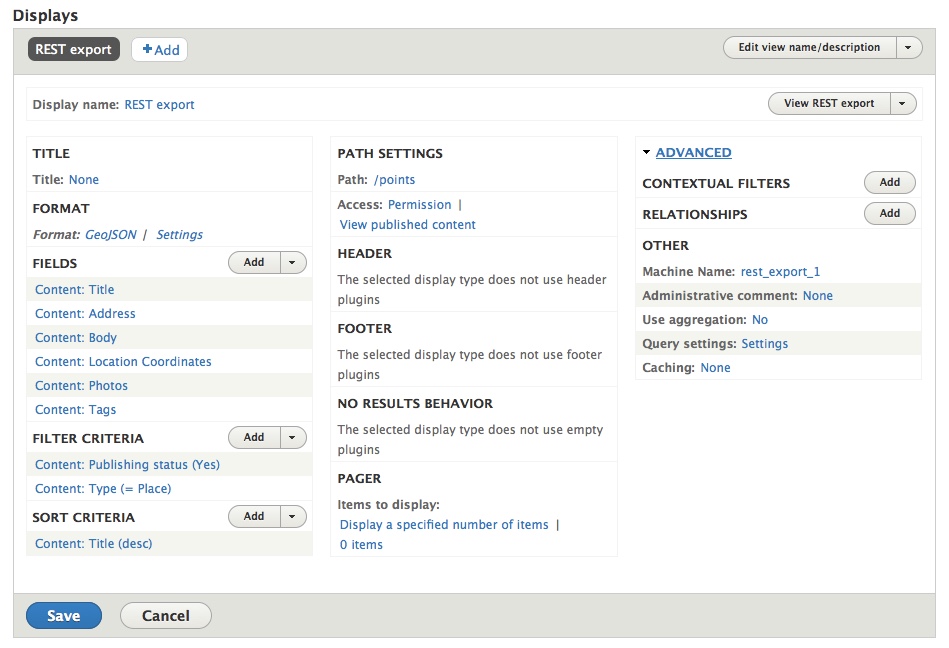 Displays
REST export
+Add
Edit view name/description
Display name: REST export
View REST export
TITLE
Title: None
FORMAT
Format: GeoJSON | Settings
FIELDS
Add
Content: Title
Content: Address
Content: Body
Content: Location Coordinates
Content: Photos
Content: Tags
FILTER CRITERIA
Add
Content: Publishing status (Yes)
Content: Type (= Place)
SORT CRITERIA
Add
Content: Title (desc)
PATH SETTINGS
Path: /points
Access: Permission |
View published content
HEADER
The selected display type does not use header
plugins
FOOTER
The selected display type does not use footer
plugins
NO RESULTS BEHAVIOR
The selected display type does not use empty
plugins
PAGER
Items to display:
Display a specified number of items |
0 items
ADVANCED
CONTEXTUAL FILTERS
Add
RELATIONSHIPS
Add
OTHER
Machine Name: rest_export_1
Administrative comment: None
Use aggregation: No
Query settings: Settings
Caching: None
Save
Cancel